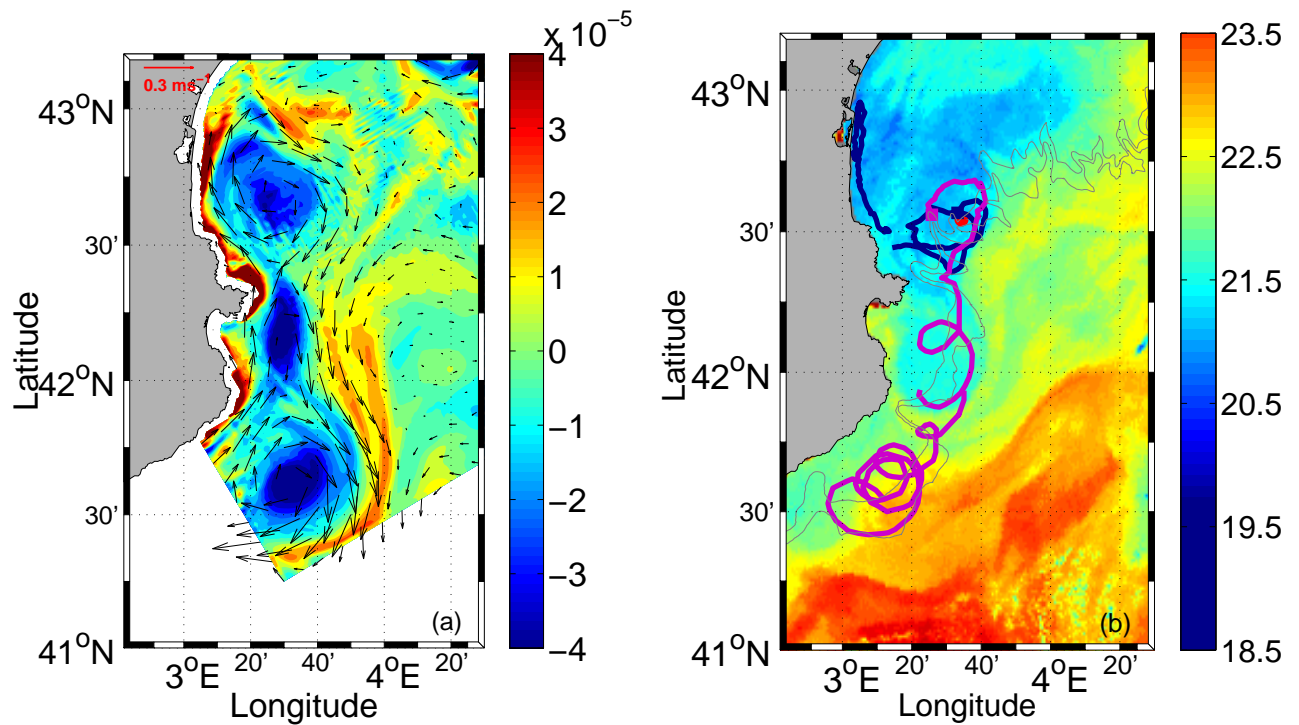 x 10⁻⁵
0.3 ms⁻¹
43°N
30'
42°N
30'
41°N
Latitude
3°E
20'
40'
4°E
20'
Longitude
(a)
4
3
2
1
0
−1
−2
−3
−4
43°N
30'
42°N
30'
41°N
Latitude
3°E
20'
40'
4°E
20'
Longitude
(b)
23.5
22.5
21.5
20.5
19.5
18.5